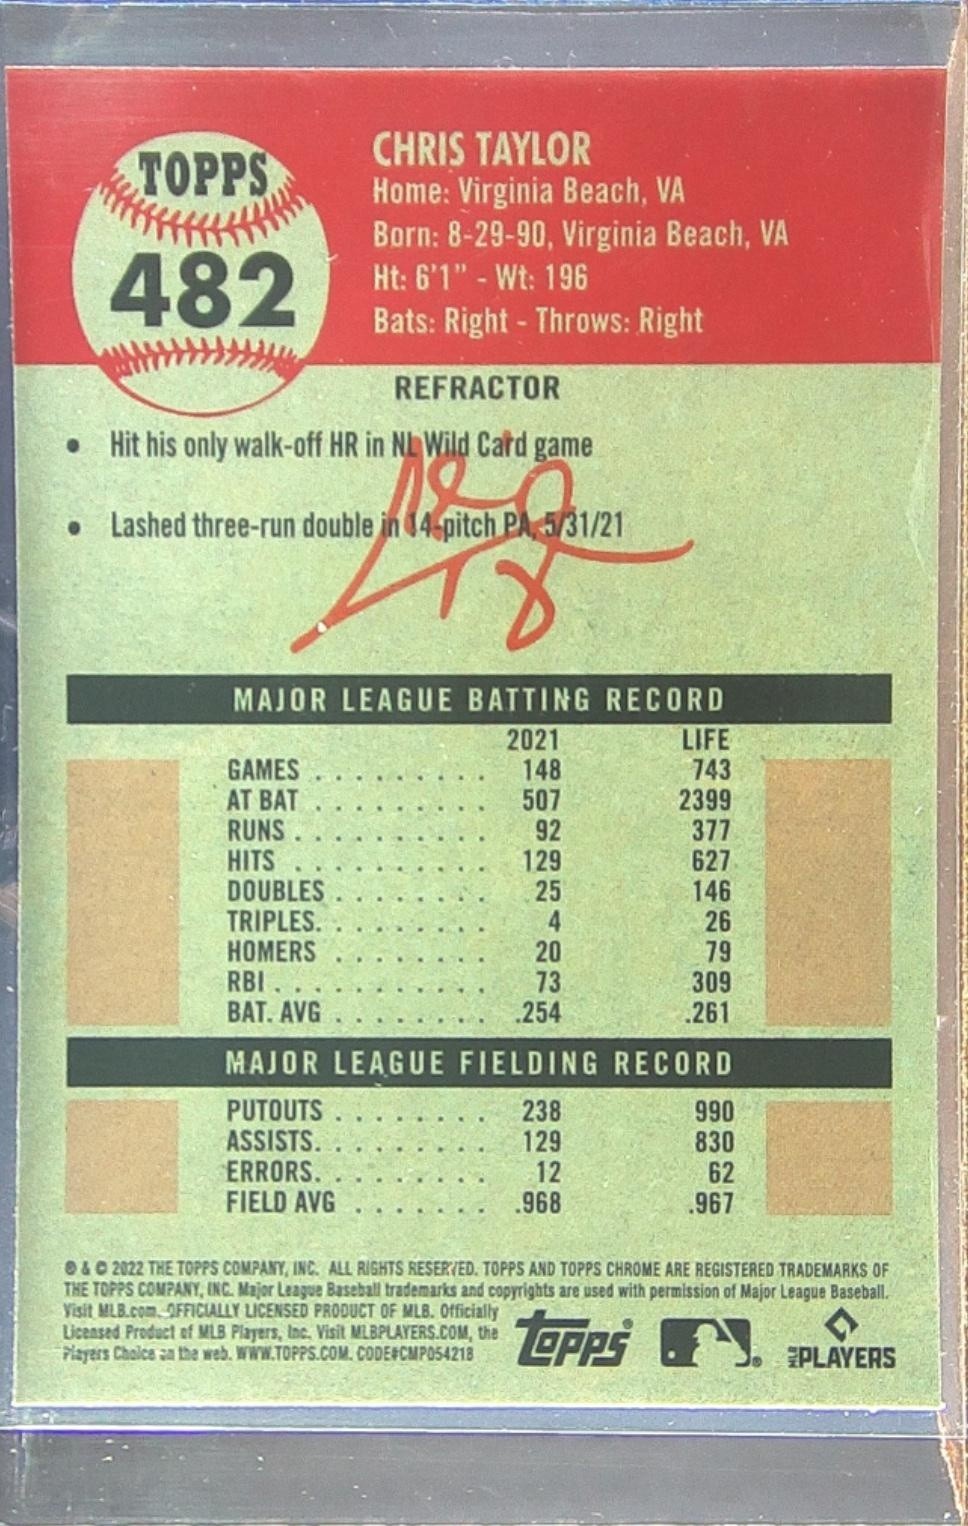 TOPPS
482
CHRIS TAYLOR
Home: Virginia Beach, VA
Born: 8-29-90, Virginia Beach, VA
Ht: 6'1" - Wt: 196
Bats: Right - Throws: Right
REFRACTOR
• Hit his only walk-off HR in NL Wild Card game
• Lashed three-run double in 14-pitch PA, 5/31/21
MAJOR LEAGUE BATTING RECORD
2021 LIFE
GAMES . . . . . . . . . 148 743
AT BAT . . . . . . . . . 507 2399
RUNS . . . . . . . . . . 92 377
HITS . . . . . . . . . . 129 627
DOUBLES . . . . . . . . 25 146
TRIPLES. . . . . . . . . 4 26
HOMERS . . . . . . . . 20 79
RBI . . . . . . . . . . . 73 309
BAT. AVG . . . . . . . . .254 .261
MAJOR LEAGUE FIELDING RECORD
PUTOUTS . . . . . . . . 238 990
ASSISTS. . . . . . . . . 129 830
ERRORS. . . . . . . . . 12 62
FIELD AVG . . . . . . . .968 .967
® & © 2022 THE TOPPS COMPANY, INC. ALL RIGHTS RESERVED. TOPPS AND TOPPS CHROME ARE REGISTERED TRADEMARKS OF
THE TOPPS COMPANY, INC. Major League Baseball trademarks and copyrights are used with permission of Major League Baseball.
Visit MLB.com. OFFICIALLY LICENSED PRODUCT OF MLB. Officially
Licensed Product of MLB Players, Inc. Visit MLBPLAYERS.COM, the
Players Choice on the web. WWW.TOPPS.COM. CODE#CMP054218
topps®
®
MLB PLAYERS